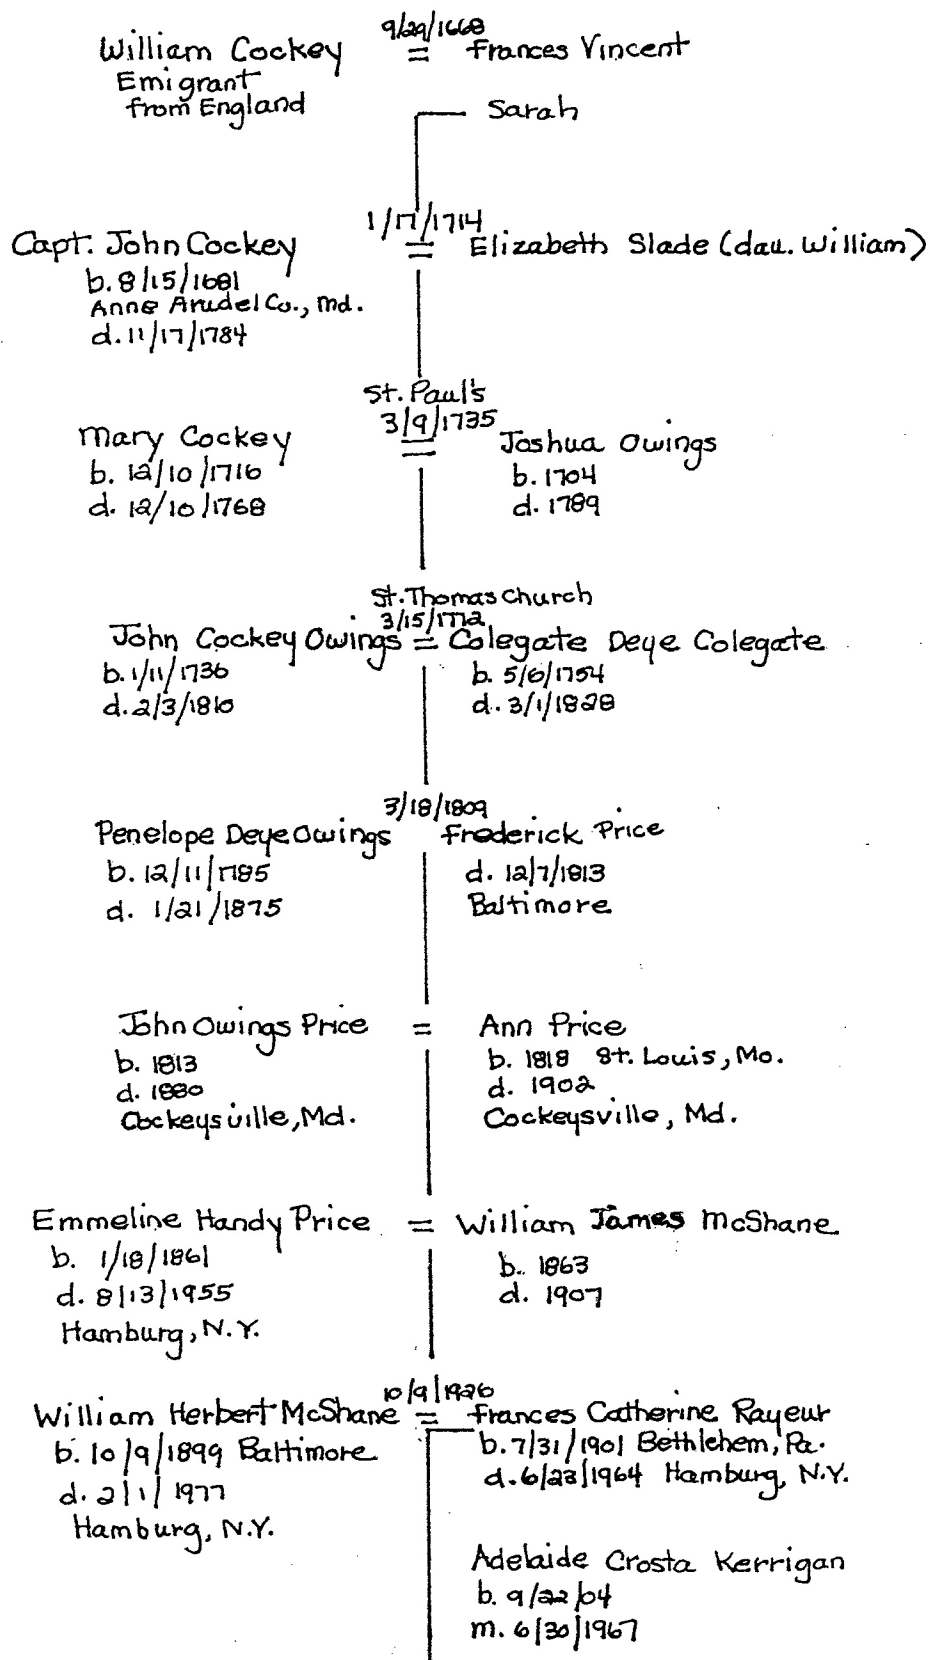 9/29/1668
William Cockey = Frances Vincent
Emigrant
from England
Sarah
1/17/1714
Capt. John Cockey = Elizabeth Slade (dau. William)
b. 8/15/1681
Anne Arudel Co., Md.
d. 11/17/1784
St. Paul's
3/9/1735
Mary Cockey = Joshua Owings
b. 12/10/1716 b. 1704
d. 12/10/1768 d. 1789
St. Thomas Church
3/15/1772
John Cockey Owings = Colegate Deye Colegate
b. 1/11/1736 b. 5/6/1754
d. 2/3/1810 d. 3/1/1828
3/18/1809
Penelope Deye Owings Frederick Price
b. 12/11/1785 d. 12/7/1813
d. 1/21/1875 Baltimore
John Owings Price = Ann Price
b. 1813 b. 1818 St. Louis, Mo.
d. 1880 d. 1902
Cockeysville, Md. Cockeysville, Md.
Emmeline Handy Price = William James McShane
b. 1/18/1861 b. 1863
d. 8/13/1955 d. 1907
Hamburg, N.Y.
10/9/1926
William Herbert McShane = Frances Catherine Rayeur
b. 10/9/1899 Baltimore b. 7/31/1901 Bethlehem, Pa.
d. 2/1/1977 d. 6/23/1964 Hamburg, N.Y.
Hamburg, N.Y.
Adelaide Crosta Kerrigan
b. 9/22/04
m. 6/30/1967